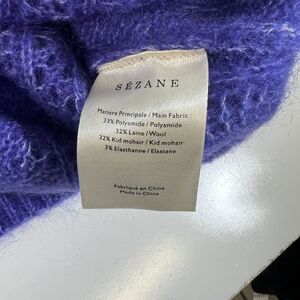 SÉZANE
Matière Principale / Main Fabric
33% Polyamide / Polyamide
32% Laine / Wool
32% Kid mohair / Kid mohair
3% Elasthanne / Elastane
Fabriqué en Chine
Made in China